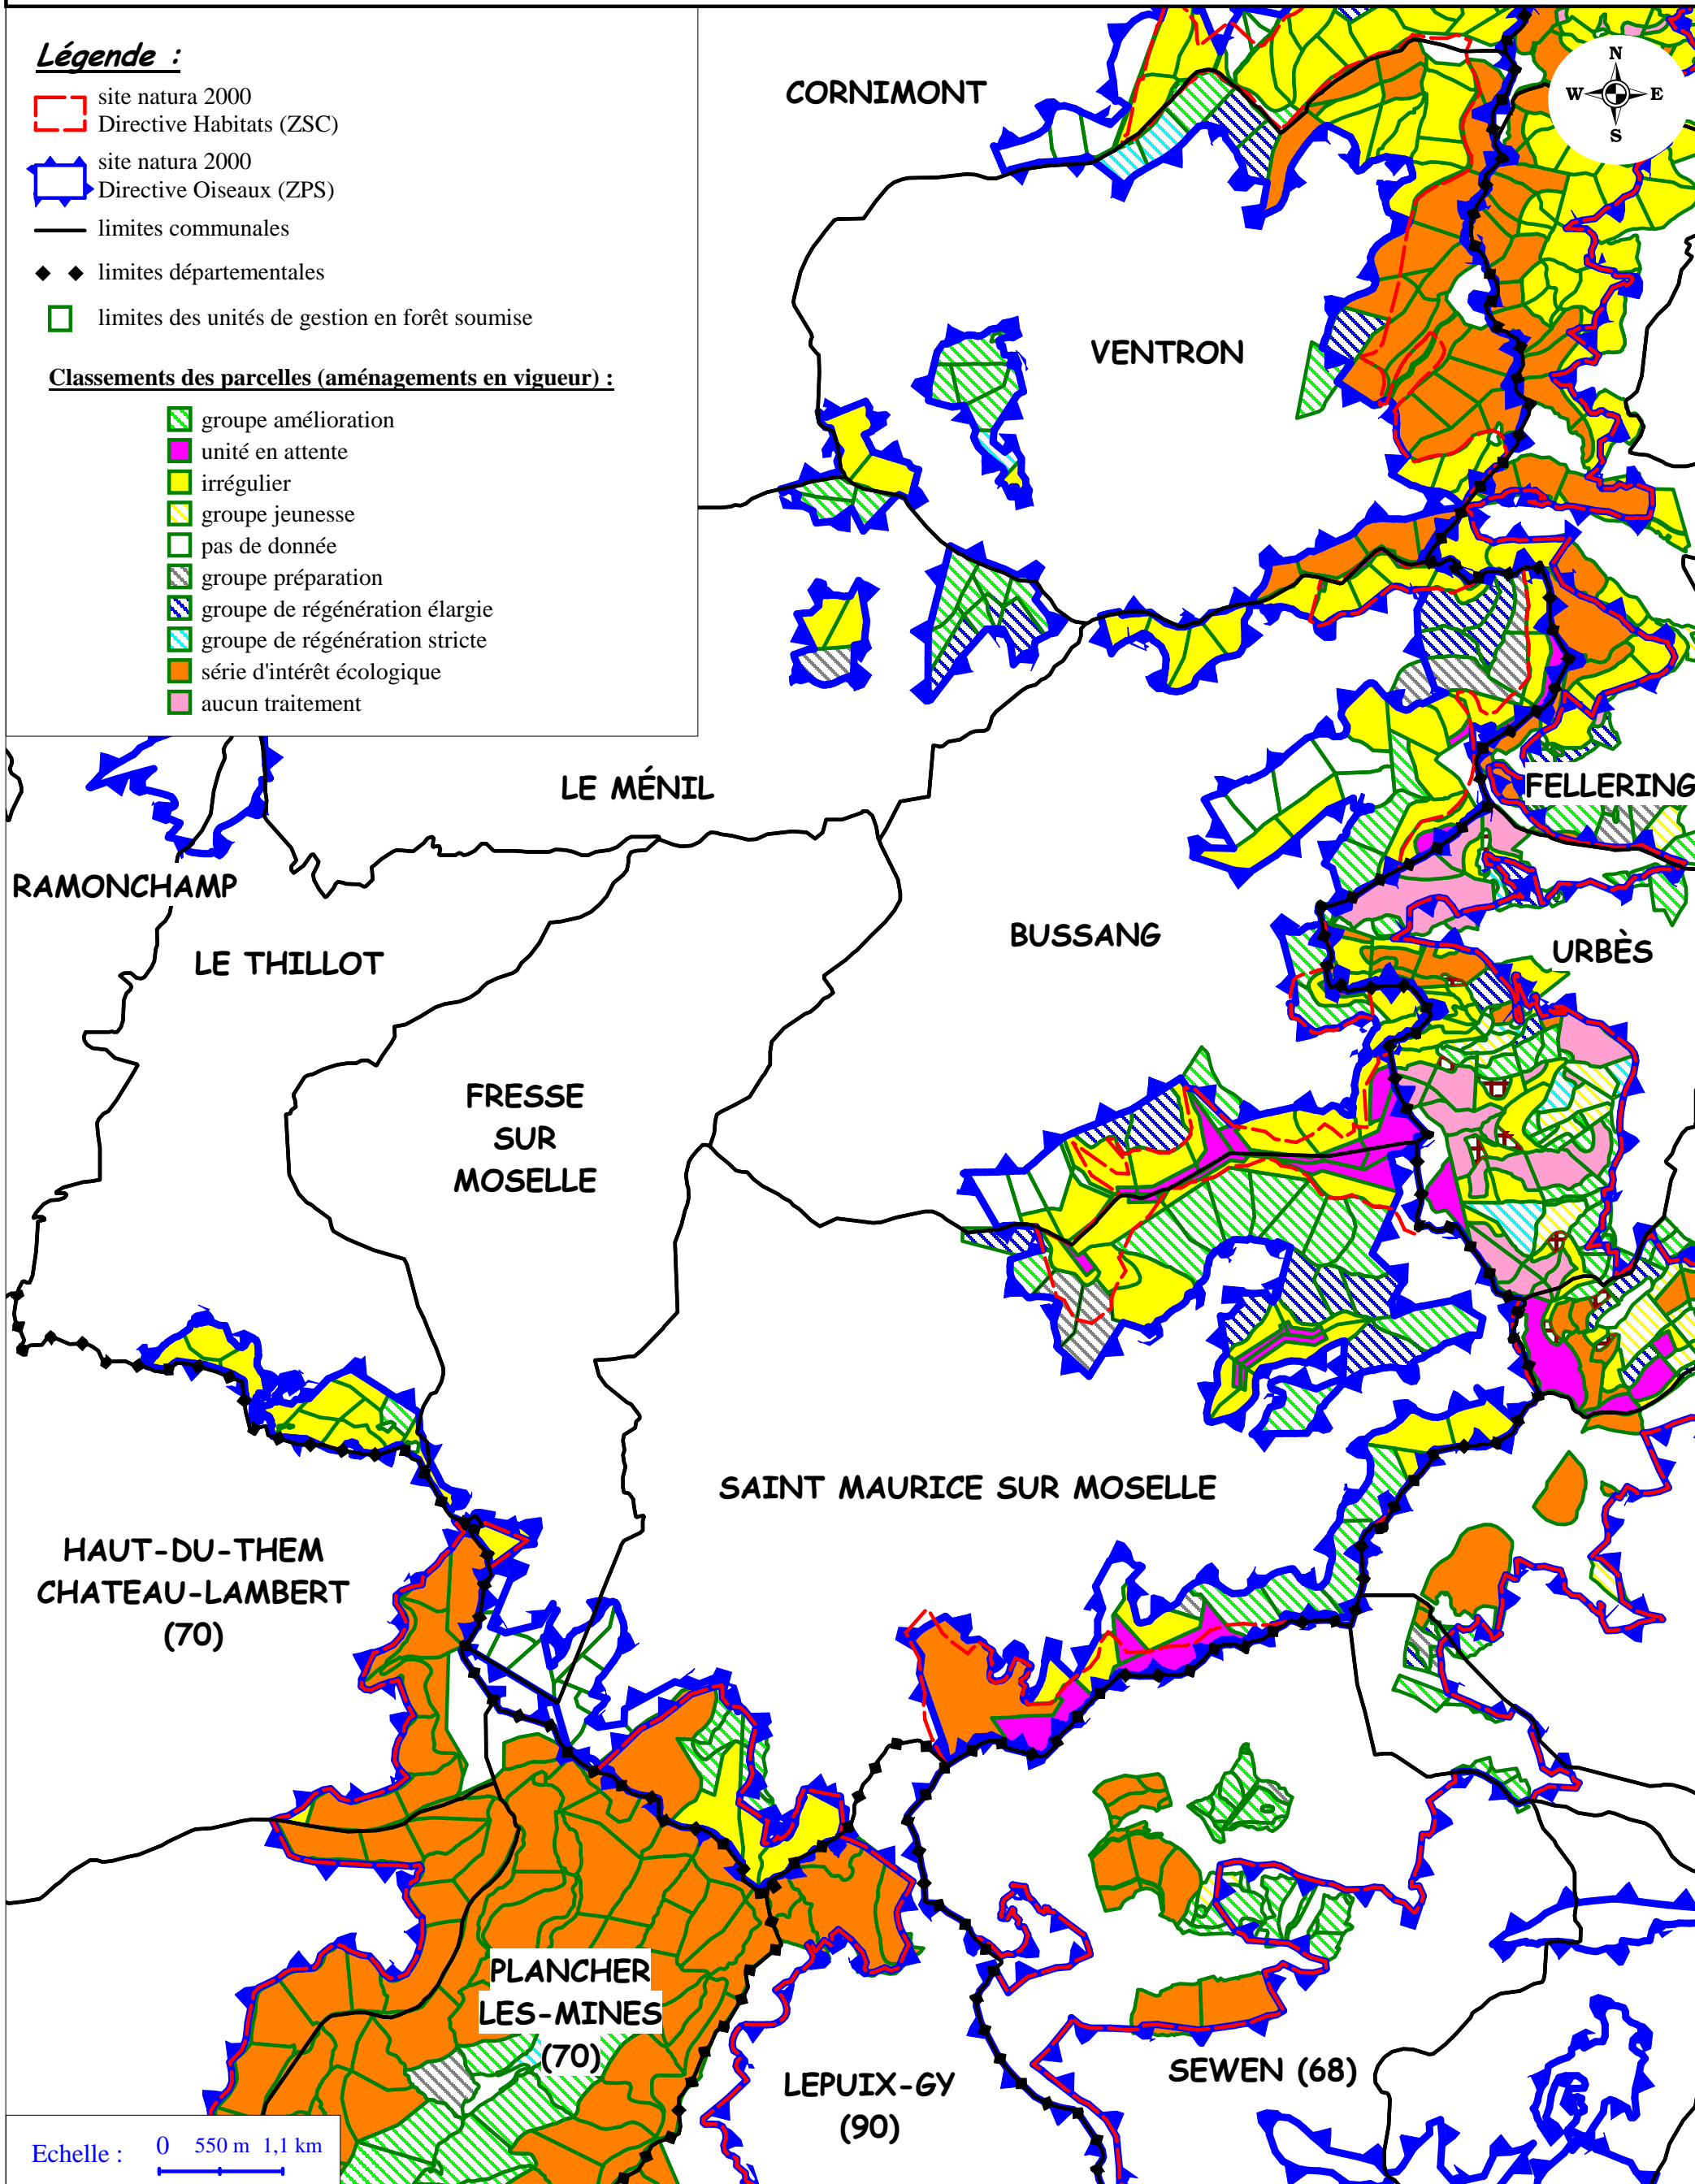 Légende :
site natura 2000
Directive Habitats (ZSC)
site natura 2000
Directive Oiseaux (ZPS)
limites communales
limites départementales
limites des unités de gestion en forêt soumise
Classements des parcelles (aménagements en vigueur) :
groupe amélioration
unité en attente
irrégulier
groupe jeunesse
pas de donnée
groupe préparation
groupe de régénération élargie
groupe de régénération stricte
série d'intérêt écologique
aucun traitement
N
W E
S
CORNIMONT
VENTRON
LE MÉNIL
FELLERING
RAMONCHAMP
BUSSANG
URBÈS
LE THILLOT
FRESSE
SUR
MOSELLE
SAINT MAURICE SUR MOSELLE
HAUT-DU-THEM
CHATEAU-LAMBERT
(70)
PLANCHER
LES-MINES
(70)
LEPUIX-GY
(90)
SEWEN (68)
Echelle : 0 550 m 1,1 km